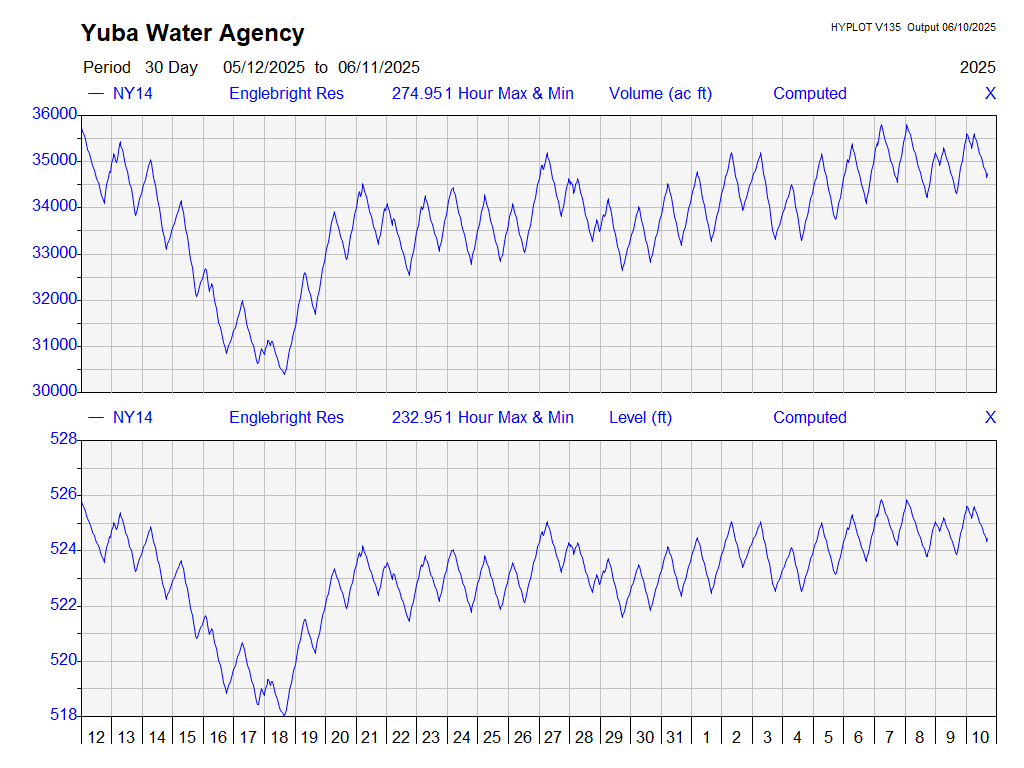 Yuba Water Agency
HYPLOT V135 Output 06/10/2025
Period 30 Day 05/12/2025 to 06/11/2025 2025
NY14 Englebright Res 274.951 Hour Max & Min Volume (ac ft) Computed X
36000
35000
34000
33000
32000
31000
30000
NY14 Englebright Res 232.951 Hour Max & Min Level (ft) Computed X
528
526
524
522
520
518
12 13 14 15 16 17 18 19 20 21 22 23 24 25 26 27 28 29 30 31 1 2 3 4 5 6 7 8 9 10